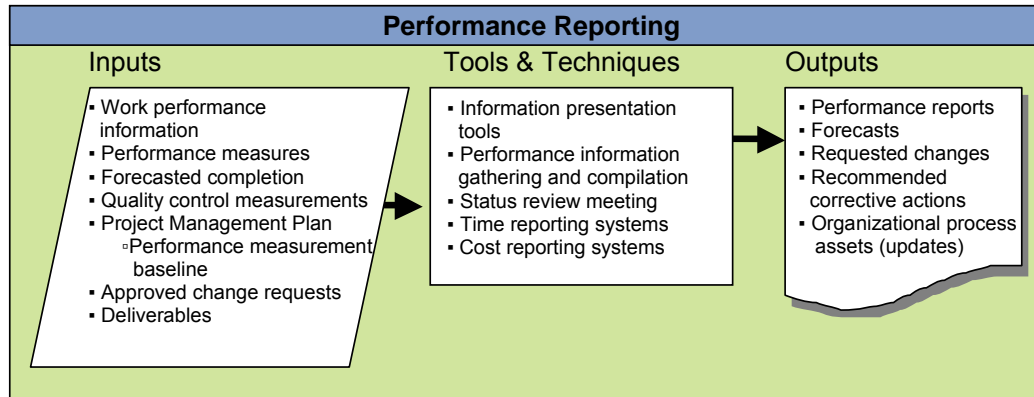 Performance Reporting
Inputs
▪ Work performance
information
▪ Performance measures
▪ Forecasted completion
▪ Quality control measurements
▪ Project Management Plan
▫Performance measurement
baseline
▪ Approved change requests
▪ Deliverables
Tools & Techniques
▪ Information presentation
tools
▪ Performance information
gathering and compilation
▪ Status review meeting
▪ Time reporting systems
▪ Cost reporting systems
Outputs
▪ Performance reports
▪ Forecasts
▪ Requested changes
▪ Recommended
corrective actions
▪ Organizational process
assets (updates)